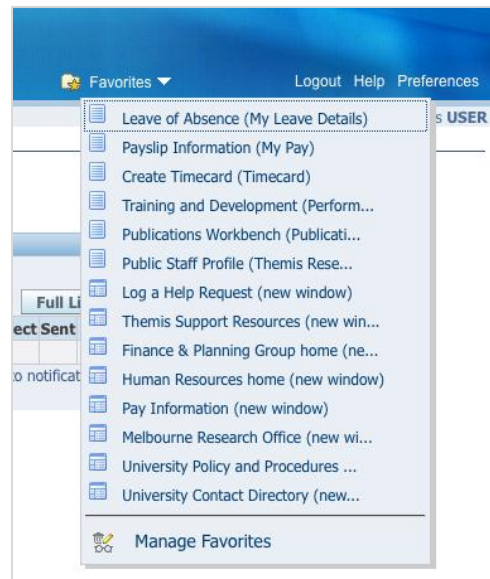 Favorites Logout Help Preferences
Leave of Absence (My Leave Details)
s USER
Payslip Information (My Pay)
Create Timecard (Timecard)
Training and Development (Perform...
Publications Workbench (Publicati...
Public Staff Profile (Themis Rese...
Log a Help Request (new window)
Full Li
Themis Support Resources (new win...
ect Sent
Finance & Planning Group home (ne...
Human Resources home (new window)
o notificat
Pay Information (new window)
Melbourne Research Office (new wi...
University Policy and Procedures ...
University Contact Directory (new...
Manage Favorites